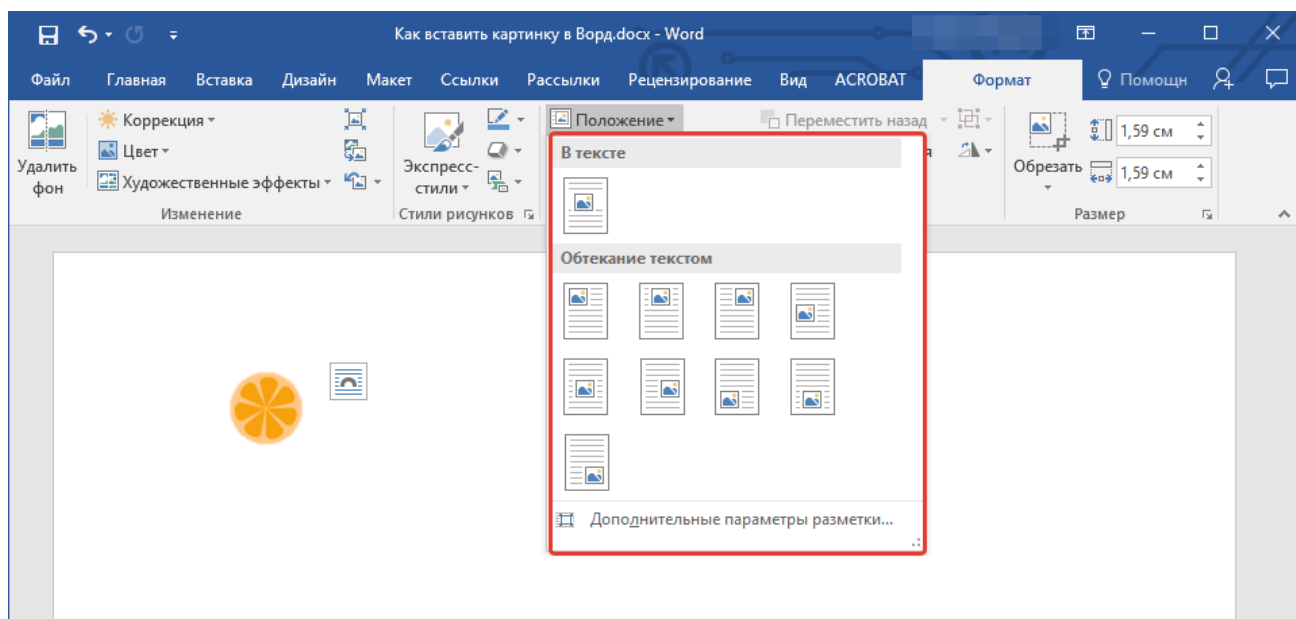 Как вставить картинку в Ворд.docx - Word
Файл Главная Вставка Дизайн Макет Ссылки Рассылки Рецензирование Вид ACROBAT Формат Помощн
Удалить фон
Коррекция
Цвет
Художественные эффекты
Изменение
Экспресс-
стили
Стили рисунков
Положение
Переместить назад
я
Обрезать
1,59 см
1,59 см
Размер
В тексте
Обтекание текстом
Дополнительные параметры разметки...